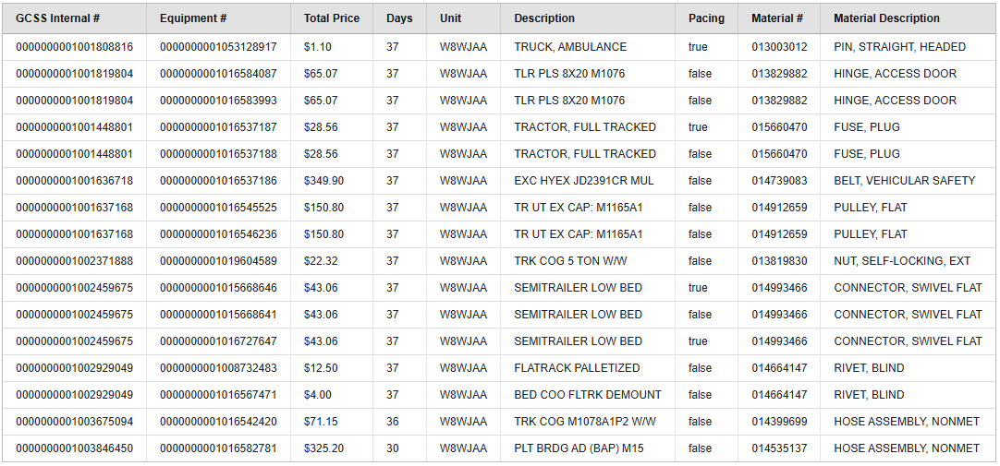 GCSS Internal # Equipment # Total Price Days Unit Description Pacing Material # Material Description
0000000001001808816 0000000001053128917 $1.10 37 W8WJAA TRUCK, AMBULANCE true 013003012 PIN, STRAIGHT, HEADED
0000000001001819804 0000000001016584087 $65.07 37 W8WJAA TLR PLS 8X20 M1076 false 013829882 HINGE, ACCESS DOOR
0000000001001819804 0000000001016583993 $65.07 37 W8WJAA TLR PLS 8X20 M1076 false 013829882 HINGE, ACCESS DOOR
0000000001001448801 0000000001016537187 $28.56 37 W8WJAA TRACTOR, FULL TRACKED true 015660470 FUSE, PLUG
0000000001001448801 0000000001016537188 $28.56 37 W8WJAA TRACTOR, FULL TRACKED false 015660470 FUSE, PLUG
0000000001001636718 0000000001016537186 $349.90 37 W8WJAA EXC HYEX JD2391CR MUL false 014739083 BELT, VEHICULAR SAFETY
0000000001001637168 0000000001016545525 $150.80 37 W8WJAA TR UT EX CAP: M1165A1 false 014912659 PULLEY, FLAT
0000000001001637168 0000000001016546236 $150.80 37 W8WJAA TR UT EX CAP: M1165A1 false 014912659 PULLEY, FLAT
0000000001002371888 0000000001019604589 $22.32 37 W8WJAA TRK COG 5 TON W/W false 013819830 NUT, SELF-LOCKING, EXT
0000000001002459675 0000000001015668646 $43.06 37 W8WJAA SEMITRAILER LOW BED true 014993466 CONNECTOR, SWIVEL FLAT
0000000001002459675 0000000001015668641 $43.06 37 W8WJAA SEMITRAILER LOW BED false 014993466 CONNECTOR, SWIVEL FLAT
0000000001002459675 0000000001016727647 $43.06 37 W8WJAA SEMITRAILER LOW BED true 014993466 CONNECTOR, SWIVEL FLAT
0000000001002929049 0000000001008732483 $12.50 37 W8WJAA FLATRACK PALLETIZED false 014664147 RIVET, BLIND
0000000001002929049 0000000001016567471 $4.00 37 W8WJAA BED COO FLTRK DEMOUNT false 014664147 RIVET, BLIND
0000000001003675094 0000000001016542420 $71.15 36 W8WJAA TRK COG M1078A1P2 W/W false 014399699 HOSE ASSEMBLY, NONMET
0000000001003846450 0000000001016582781 $325.20 30 W8WJAA PLT BRDG AD (BAP) M15 false 014535137 HOSE ASSEMBLY, NONMET